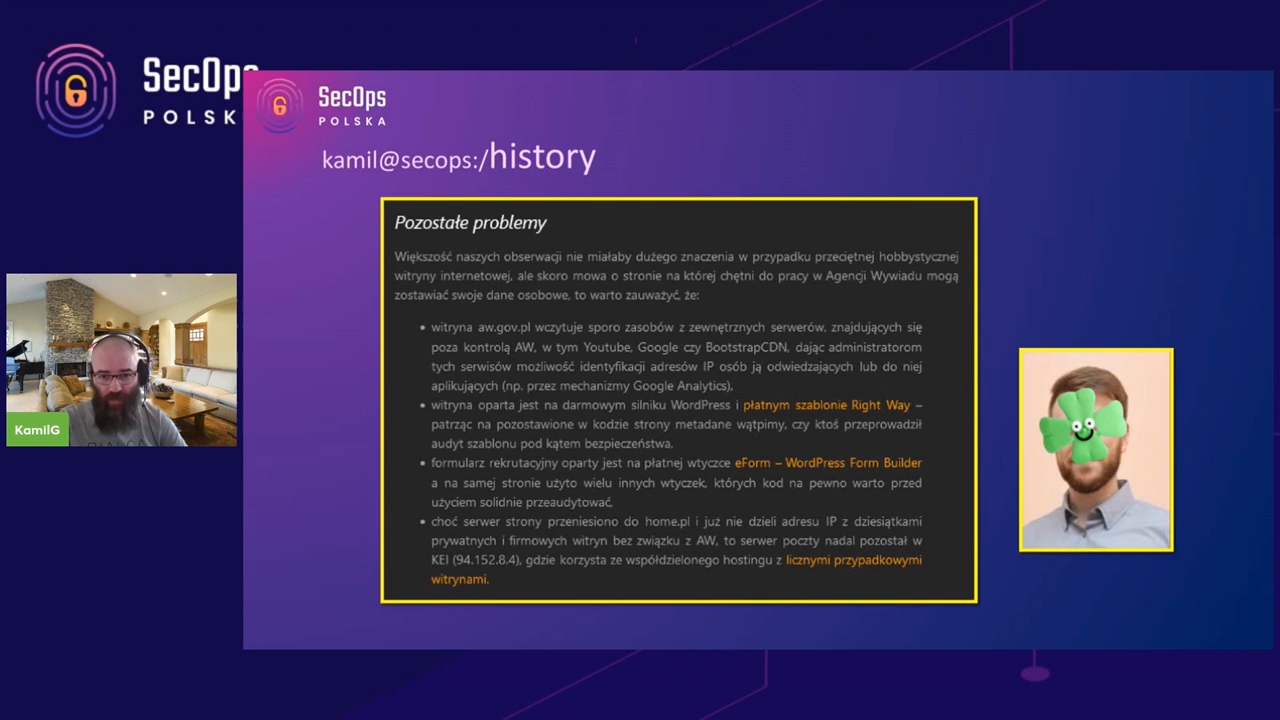 SecOps
POLSK
SecOps
POLSKA
kamil@secops:/history
Pozostałe problemy
Większość naszych obserwacji nie miałaby dużego znaczenia w przypadku przeciętnej hobbystycznej
witryny internetowej, ale skoro mowa o stronie na której chętni do pracy w Agencji Wywiadu mogą
zostawiać swoje dane osobowe, to warto zauważyć, że:
• witryna aw.gov.pl wczytuje sporo zasobów z zewnętrznych serwerów, znajdujących się
poza kontrolą AW, w tym Youtube, Google czy BootstrapCDN, dając administratorom
tych serwisów możliwość identyfikacji adresów IP osób ją odwiedzających lub do niej
aplikujących (np. przez mechanizmy Google Analytics),
• witryna oparta jest na darmowym silniku WordPress i płatnym szablonie Right Way –
patrząc na pozostawione w kodzie strony metadane wątpimy, czy ktoś przeprowadził
audyt szablonu pod kątem bezpieczeństwa.
• formularz rekrutacyjny oparty jest na płatnej wtyczce eForm – WordPress Form Builder
a na samej stronie użyto wielu innych wtyczek, których kod na pewno warto przed
użyciem solidnie przeaudytować.
• choć serwer strony przeniesiono do home.pl i już nie dzieli adresu IP z dziesiątkami
prywatnych i firmowych witryn bez związku z AW, to serwer poczty nadal pozostał w
KEI (94.152.8.4), gdzie korzysta ze współdzielonego hostingu z licznymi przypadkowymi
witrynami.
KamilG